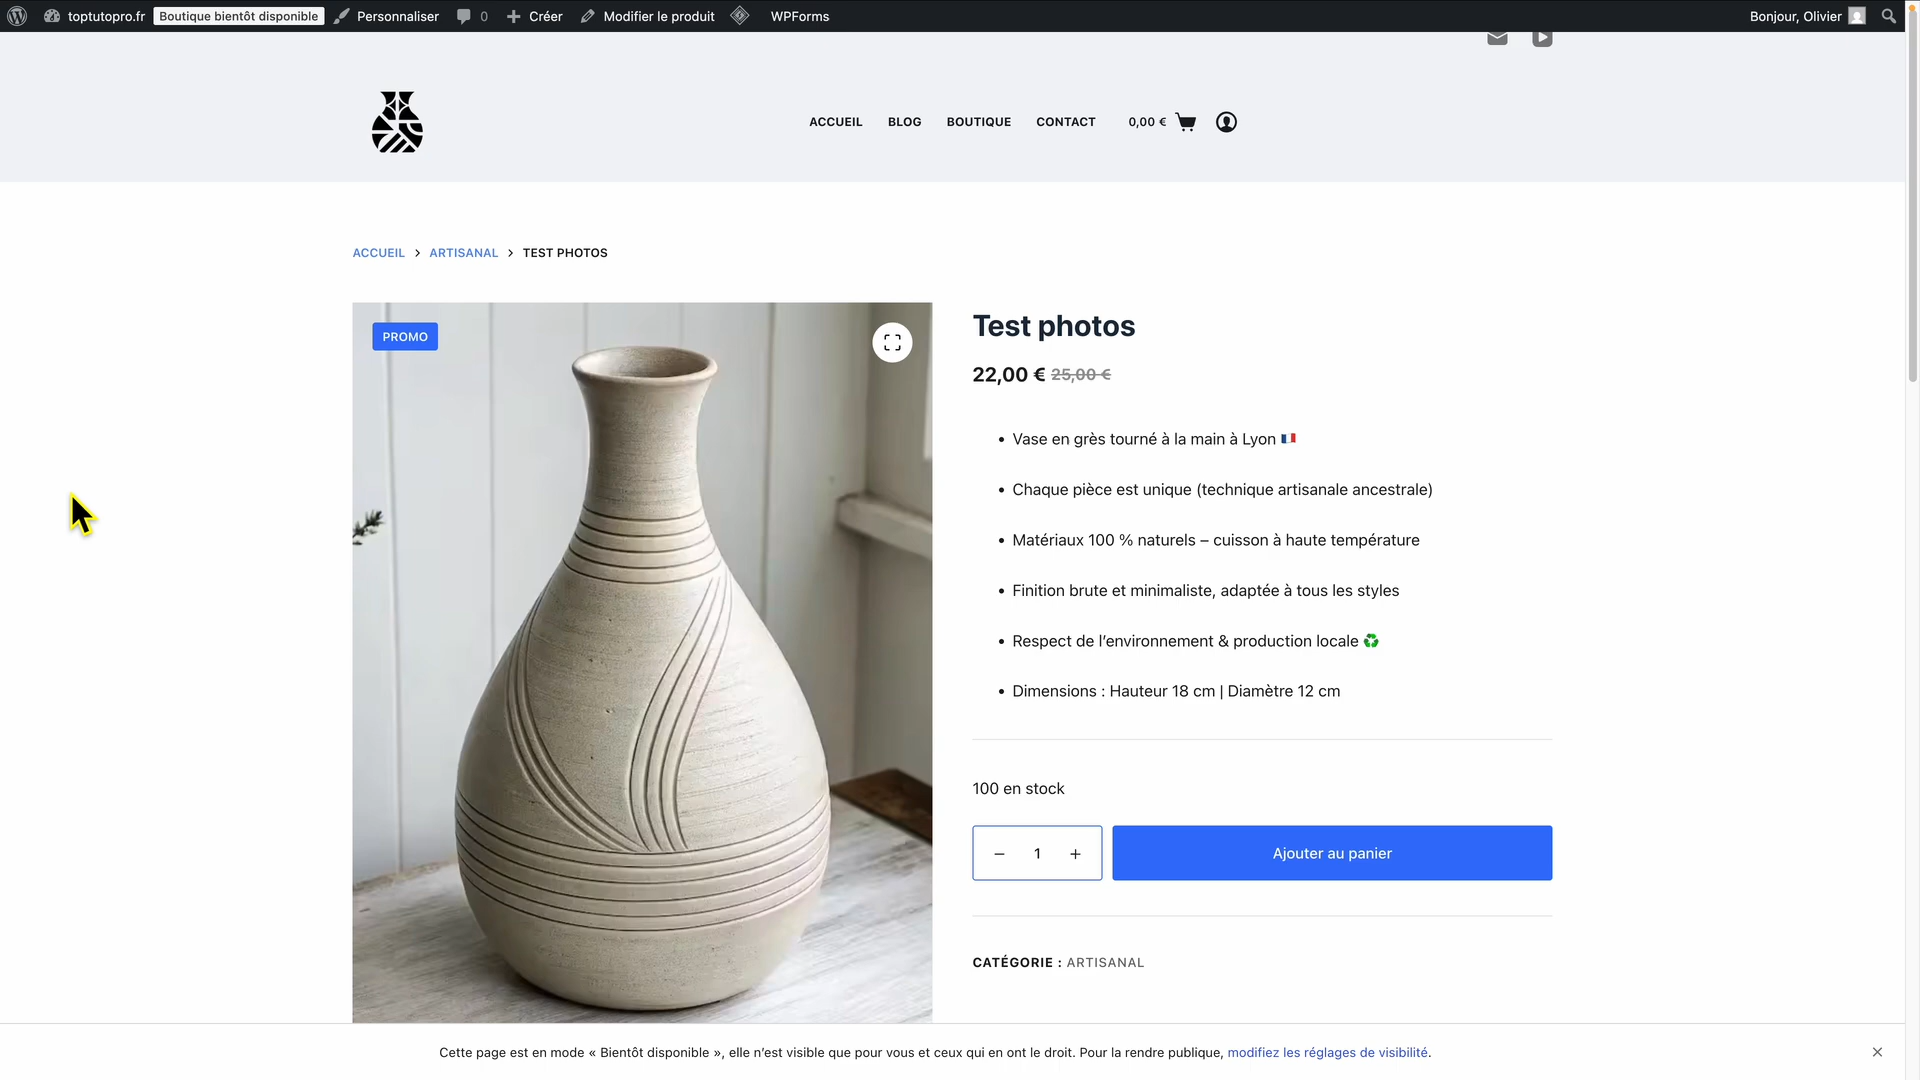 toptutopro.fr Boutique bientôt disponible Personnaliser 0 Créer Modifier le produit WPForms Bonjour, Olivier
ACCUEIL BLOG BOUTIQUE CONTACT 0,00 €
ACCUEIL > ARTISANAL > TEST PHOTOS
PROMO
Test photos
22,00 € 25,00 €
• Vase en grès tourné à la main à Lyon 🇫🇷
• Chaque pièce est unique (technique artisanale ancestrale)
• Matériaux 100 % naturels – cuisson à haute température
• Finition brute et minimaliste, adaptée à tous les styles
• Respect de l’environnement & production locale ♻️
• Dimensions : Hauteur 18 cm | Diamètre 12 cm
100 en stock
− 1 + Ajouter au panier
CATÉGORIE : ARTISANAL
Cette page est en mode « Bientôt disponible », elle n’est visible que pour vous et ceux qui en ont le droit. Pour la rendre publique, modifiez les réglages de visibilité.